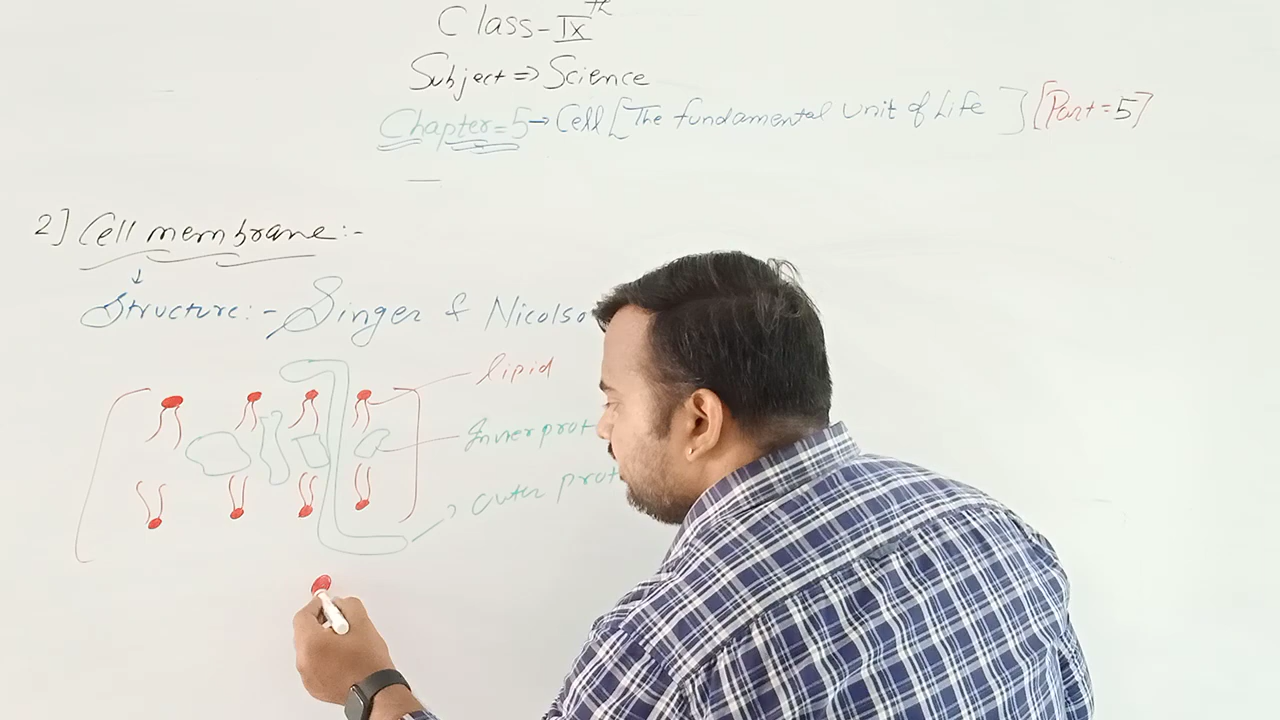 Class-IXth
Subject ⇒ Science
Chapter=5→Cell [The fundamental Unit of Life] [Part=5]
2] Cell membrane:-
↓
Structure:- Singer & Nicolso
lipid
Inner prot
Outer prot